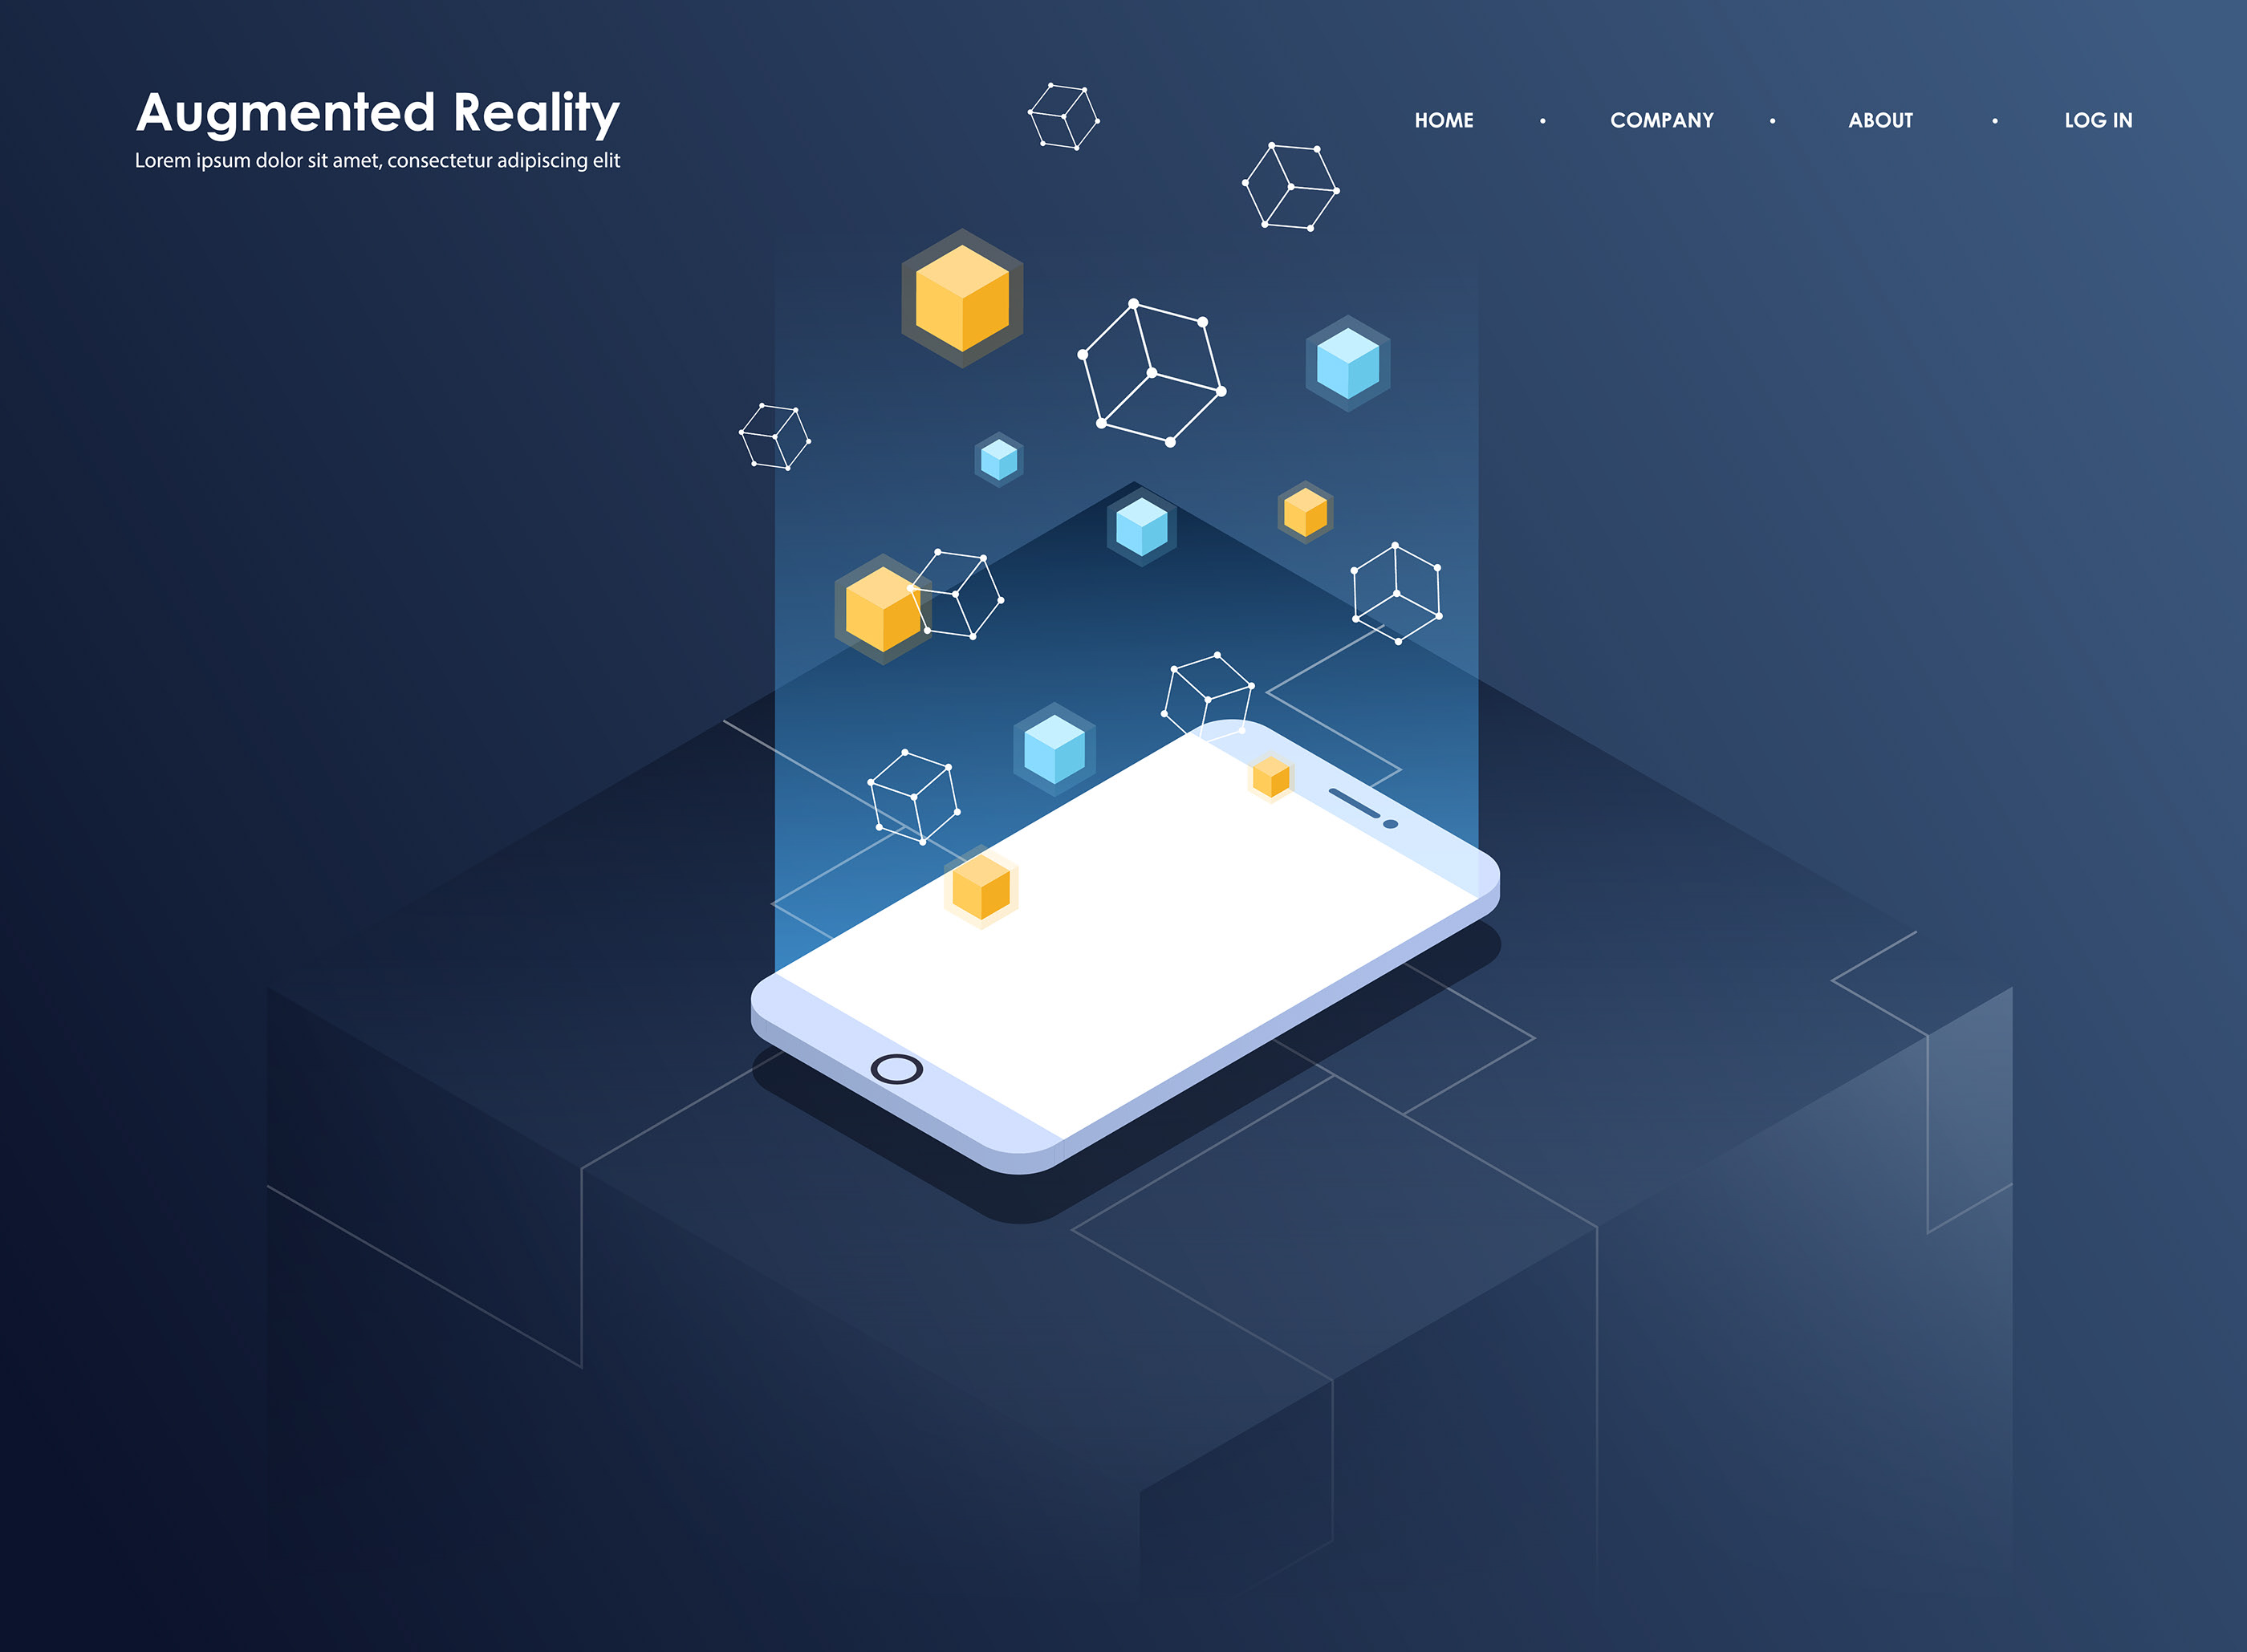 Augmented Reality
Lorem ipsum dolor sit amet, consectetur adipiscing elit
HOME • COMPANY • ABOUT • LOG IN